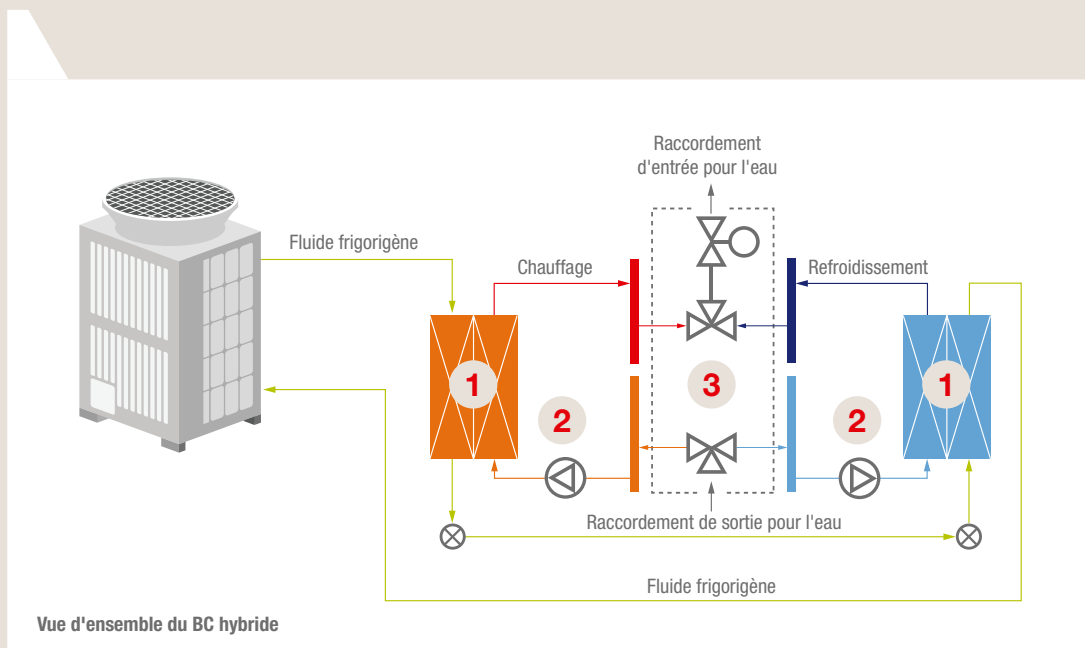 Raccordement
d'entrée pour l'eau
Fluide frigorigène
Chauffage
Refroidissement
1
3
1
2
2
Raccordement de sortie pour l'eau
Fluide frigorigène
Vue d'ensemble du BC hybride